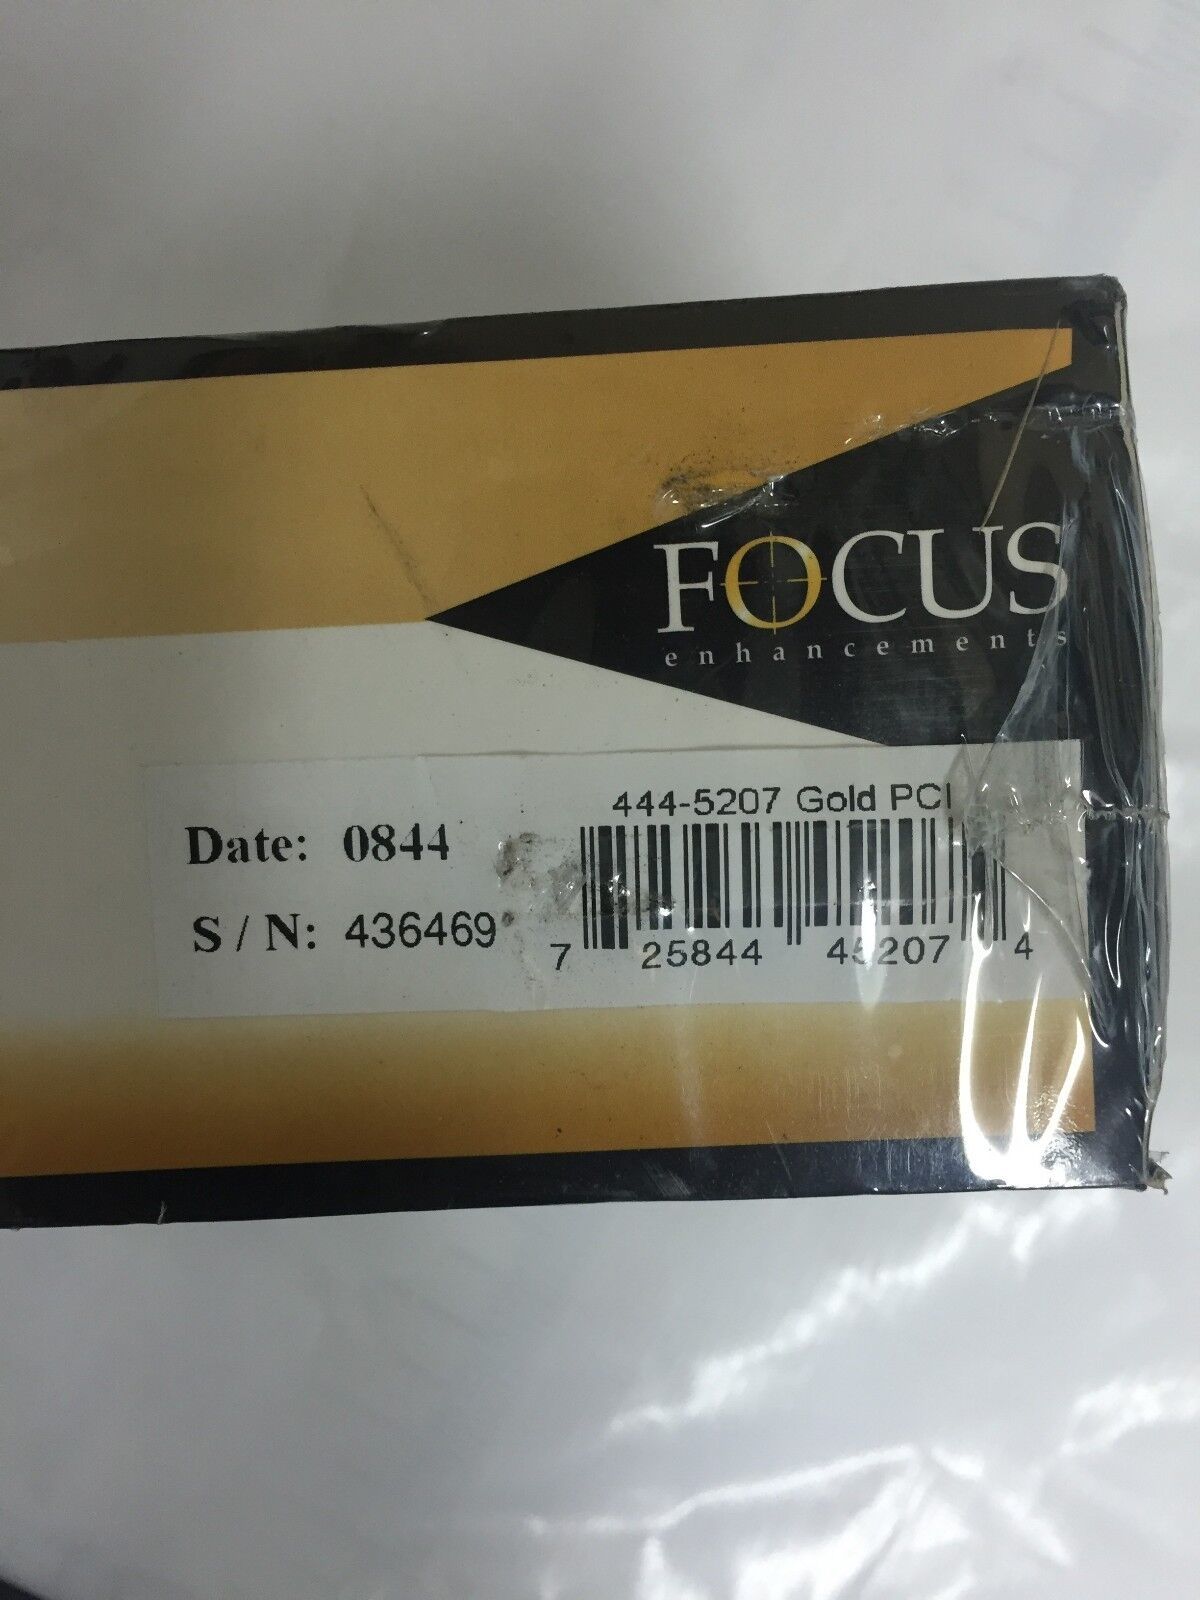 FOCUS
enhancements
444-5207 Gold PCI
Date: 0844
S / N: 436469
7 25844 45207 4